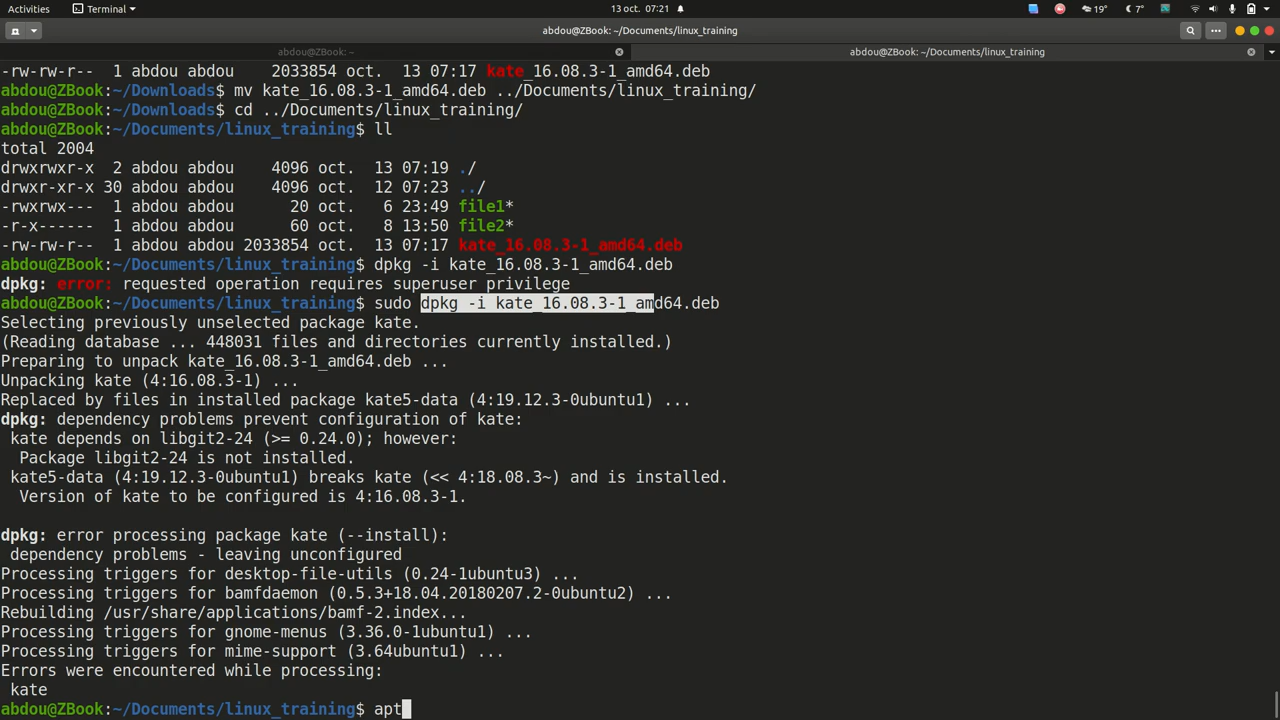 Activities Terminal 13 oct. 07:21 19° 7°
abdou@ZBook: ~/Documents/linux_training
abdou@ZBook: ~ abdou@ZBook: ~/Documents/linux_training
-rw-rw-r-- 1 abdou abdou 2033854 oct. 13 07:17 kate_16.08.3-1_amd64.deb
abdou@ZBook:~/Downloads$ mv kate_16.08.3-1_amd64.deb ../Documents/linux_training/
abdou@ZBook:~/Downloads$ cd ../Documents/linux_training/
abdou@ZBook:~/Documents/linux_training$ ll
total 2004
drwxrwxr-x 2 abdou abdou 4096 oct. 13 07:19 ./
drwxr-xr-x 30 abdou abdou 4096 oct. 12 07:23 ../
-rwxrwx--- 1 abdou abdou 20 oct. 6 23:49 file1*
-r-x------ 1 abdou abdou 60 oct. 8 13:50 file2*
-rw-rw-r-- 1 abdou abdou 2033854 oct. 13 07:17 kate_16.08.3-1_amd64.deb
abdou@ZBook:~/Documents/linux_training$ dpkg -i kate_16.08.3-1_amd64.deb
dpkg: error: requested operation requires superuser privilege
abdou@ZBook:~/Documents/linux_training$ sudo dpkg -i kate_16.08.3-1_amd64.deb
Selecting previously unselected package kate.
(Reading database ... 448031 files and directories currently installed.)
Preparing to unpack kate_16.08.3-1_amd64.deb ...
Unpacking kate (4:16.08.3-1) ...
Replaced by files in installed package kate5-data (4:19.12.3-0ubuntu1) ...
dpkg: dependency problems prevent configuration of kate:
 kate depends on libgit2-24 (>= 0.24.0); however:
  Package libgit2-24 is not installed.
 kate5-data (4:19.12.3-0ubuntu1) breaks kate (<< 4:18.08.3~) and is installed.
  Version of kate to be configured is 4:16.08.3-1.
dpkg: error processing package kate (--install):
 dependency problems - leaving unconfigured
Processing triggers for desktop-file-utils (0.24-1ubuntu3) ...
Processing triggers for bamfdaemon (0.5.3+18.04.20180207.2-0ubuntu2) ...
Rebuilding /usr/share/applications/bamf-2.index...
Processing triggers for gnome-menus (3.36.0-1ubuntu1) ...
Processing triggers for mime-support (3.64ubuntu1) ...
Errors were encountered while processing:
 kate
abdou@ZBook:~/Documents/linux_training$ apt